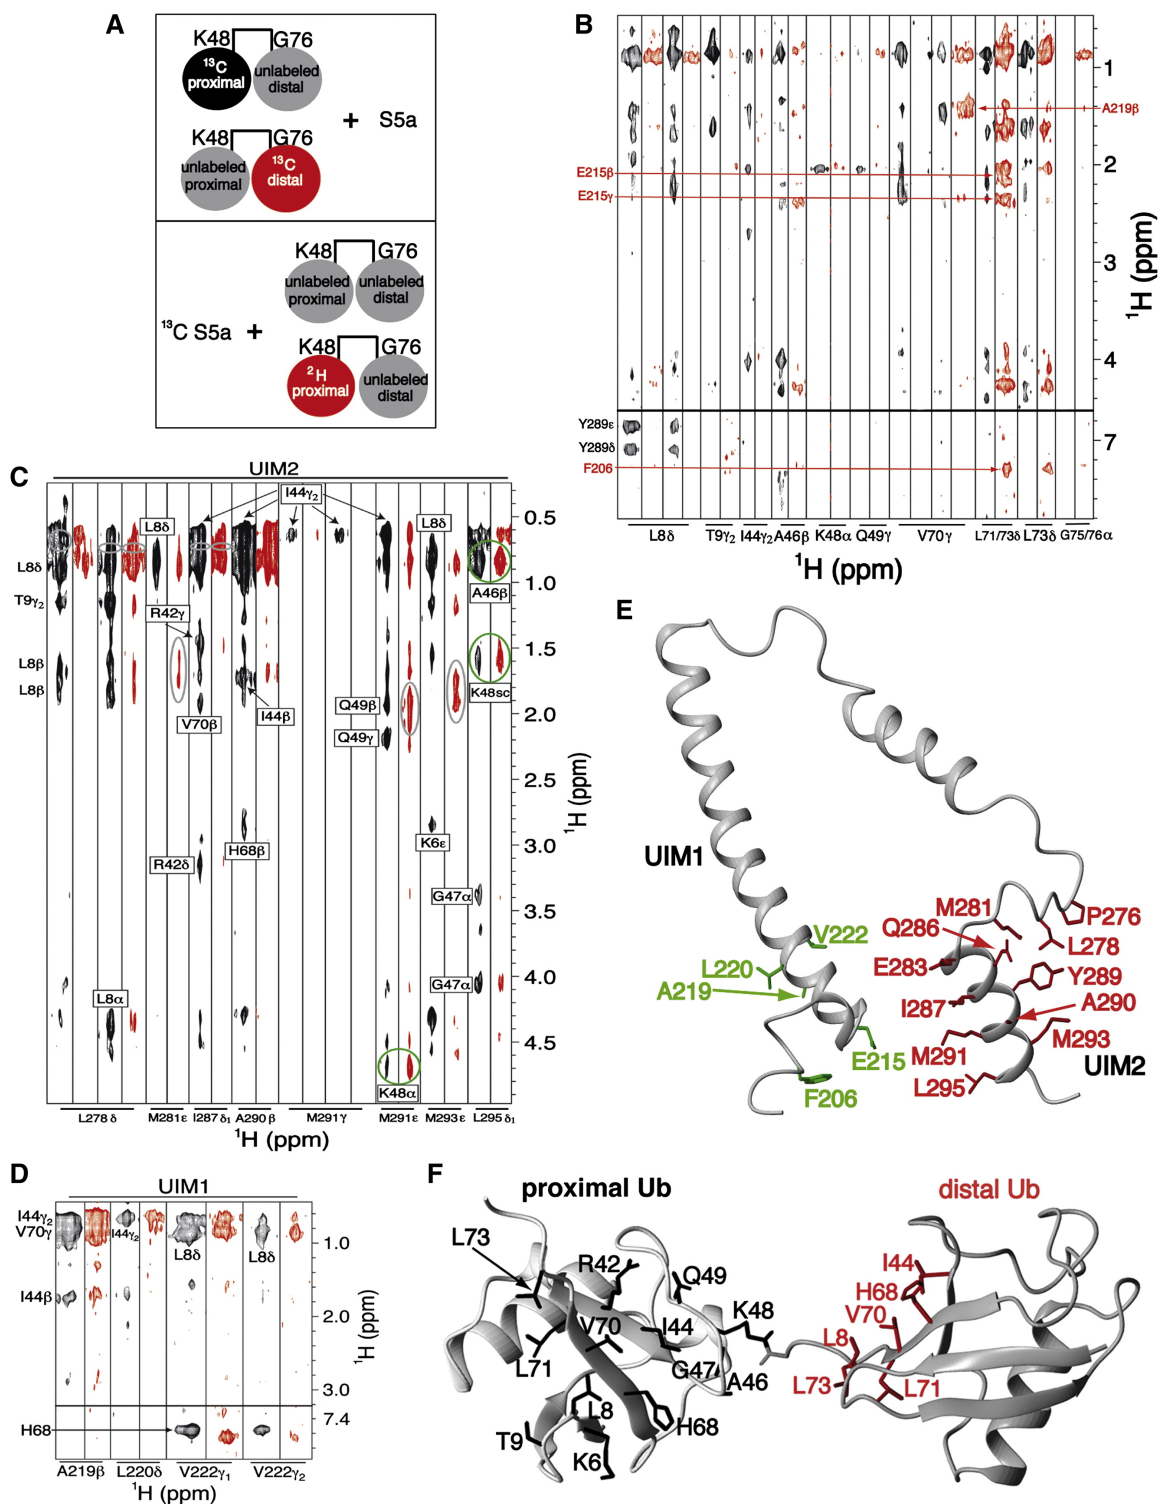 A
K48 G76
13C proximal
unlabeled distal
K48 G76
unlabeled proximal
13C distal
+ S5a
K48 G76
unlabeled proximal
unlabeled distal
13C S5a +
K48 G76
2H proximal
unlabeled distal
B
A219β
E215β
E215γ
Y289ε
Y289δ
F206
1
2
3
4
7
1H (ppm)
L8δ T9γ2 I44γ2 A46β K48α Q49γ V70γ L71/73δ L73δ G75/76α
1H (ppm)
C
UIM2
I44γ2
L8δ
L8δ
L8δ
T9γ2
R42γ
A46β
L8β
L8β
K48sc
V70β
I44β
Q49β
Q49γ
H68β
R42δ
K6ε
G47α
L8α
G47α
K48α
0.5
1.0
1.5
2.0
2.5
3.0
3.5
4.0
4.5
1H (ppm)
L278 δ M281ε I287 δ1 A290 β M291γ M291ε M293ε L295 δ1
1H (ppm)
D
UIM1
I44γ2
V70γ
I44γ2
L8δ
L8δ
I44β
H68
1.0
2.0
3.0
7.4
1H (ppm)
A219β L220δ V222γ1 V222γ2
1H (ppm)
E
UIM1
V222
L220
A219
E215
F206
M281
P276
Q286
L278
E283
Y289
I287
A290
M291
M293
UIM2
L295
F
proximal Ub
distal Ub
L73
R42
Q49
K48
V70
I44
L71
G47
A46
L8
H68
T9
K6
I44
H68
V70
L8
L73
L71